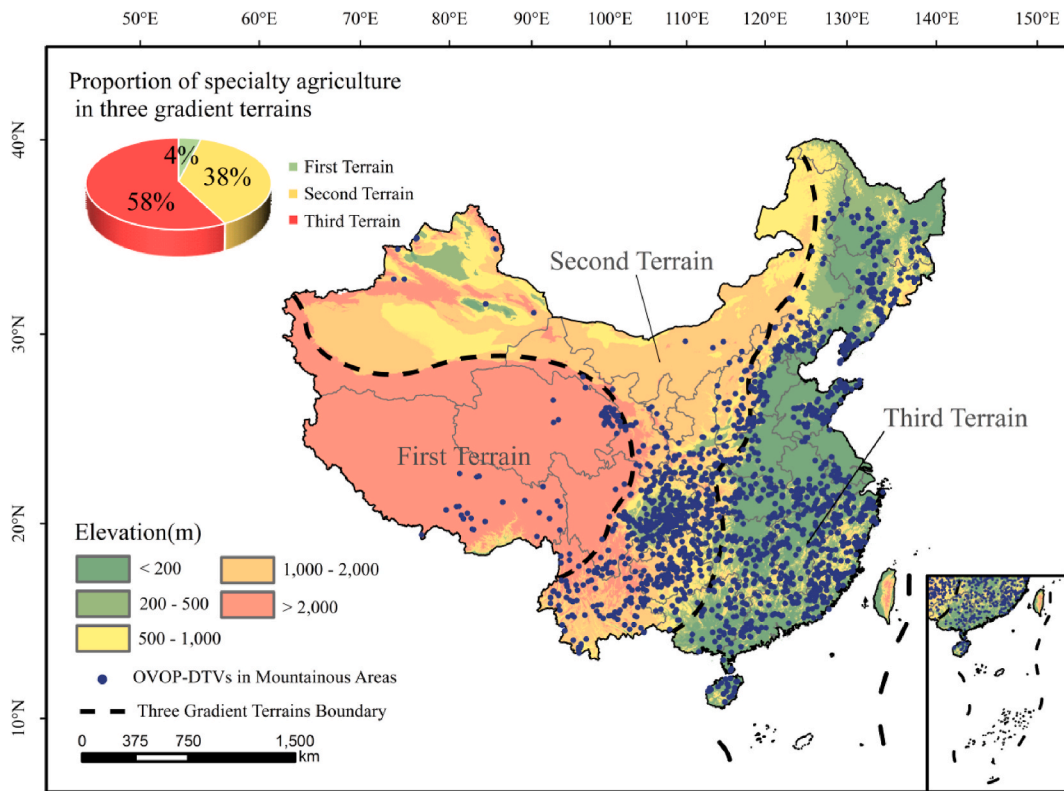 50°E 60°E 70°E 80°E 90°E 100°E 110°E 120°E 130°E 140°E 150°E
40°N
30°N
20°N
10°N
Proportion of specialty agriculture
in three gradient terrains
4%
38%
58%
First Terrain
Second Terrain
Third Terrain
Second Terrain
Third Terrain
First Terrain
Elevation(m)
< 200
200 - 500
500 - 1,000
1,000 - 2,000
> 2,000
OVOP-DTVs in Mountainous Areas
Three Gradient Terrains Boundary
0 375 750 1,500
km